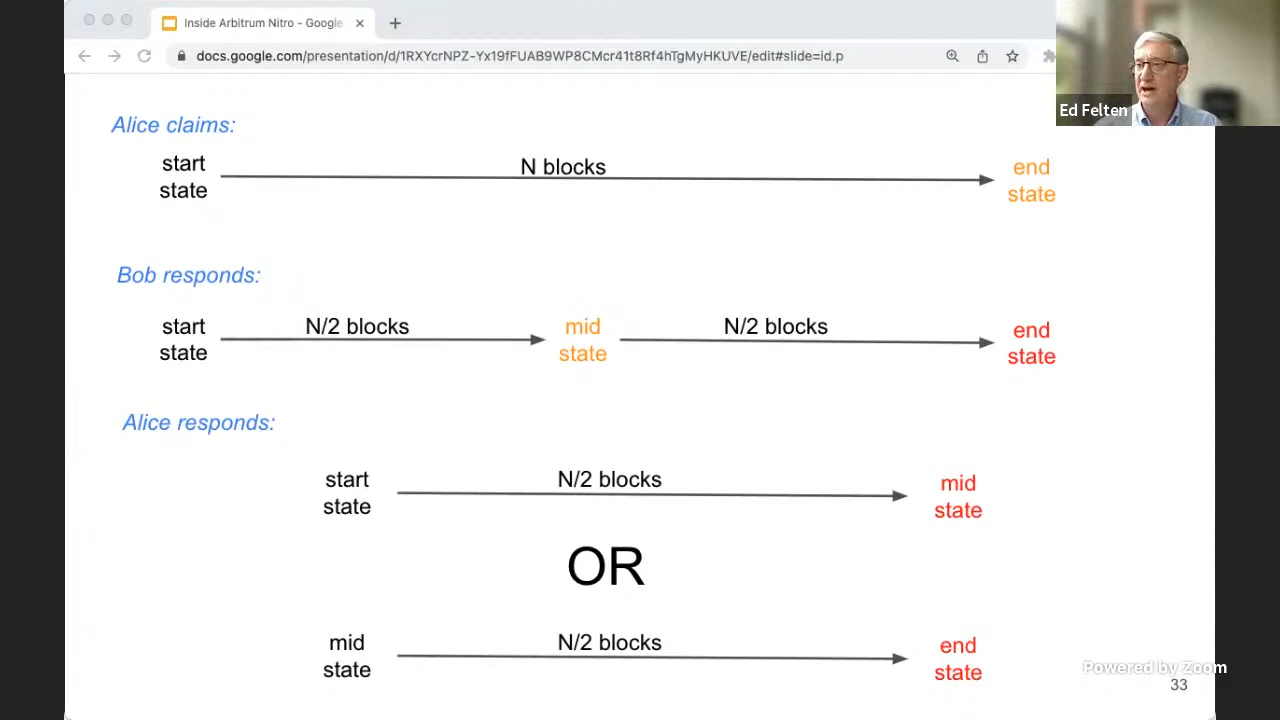 Inside Arbitrum Nitro - Google
docs.google.com/presentation/d/1RXYcrNPZ-Yx19fFUAB9WP8CMcr41t8Rf4hTgMyHKUVE/edit#slide=id.p
Ed Felten
Alice claims:
start
state
N blocks
end
state
Bob responds:
start
state
N/2 blocks
mid
state
N/2 blocks
end
state
Alice responds:
start
state
N/2 blocks
mid
state
OR
mid
state
N/2 blocks
end
state
Powered by Zoom
33